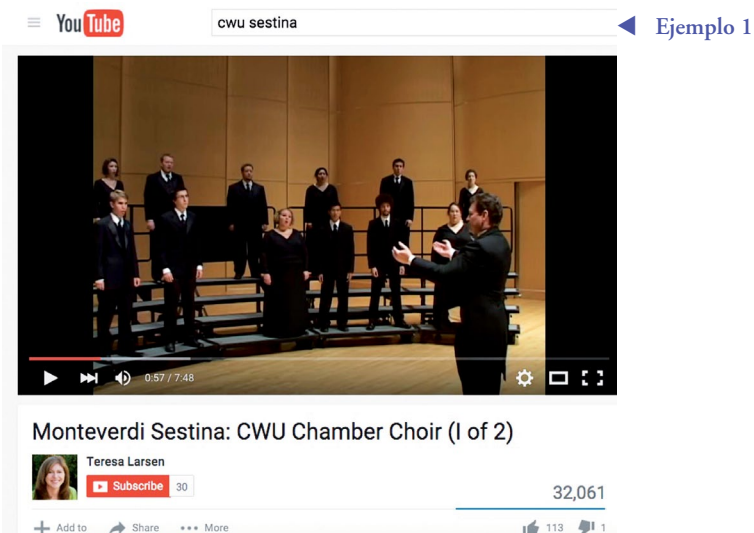 YouTube
cwu sestina
Ejemplo 1
0:57 / 7:48
Monteverdi Sestina: CWU Chamber Choir (I of 2)
Teresa Larsen
Subscribe 30
32,061
Add to Share More
113 1